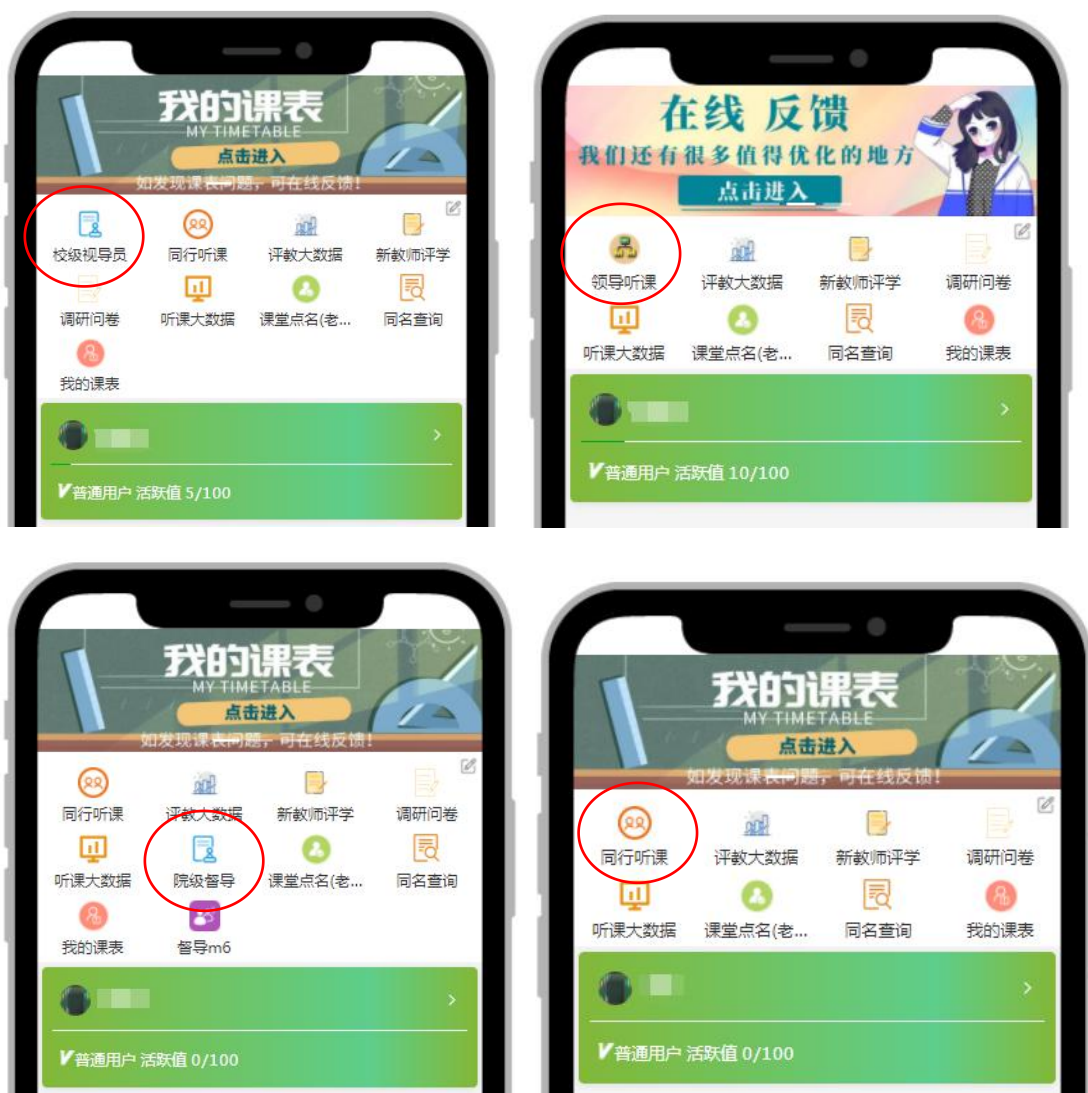 我的课表
MY TIMETABLE
点击进入
如发现课表问题，可在线反馈！
校级视导员 同行听课 评教大数据 新教师评学
调研问卷 听课大数据 课堂点名(老... 同名查询
我的课表
V普通用户 活跃值 5/100
在线 反馈
我们还有很多值得优化的地方
点击进入
领导听课 评教大数据 新教师评学 调研问卷
听课大数据 课堂点名(老... 同名查询 我的课表
V普通用户 活跃值 10/100
我的课表
MY TIMETABLE
点击进入
如发现课表问题，可在线反馈！
同行听课 评教大数据 新教师评学 调研问卷
听课大数据 院级督导 课堂点名(老... 同名查询
我的课表 督导m6
V普通用户 活跃值 0/100
我的课表
MY TIMETABLE
点击进入
如发现课表问题，可在线反馈！
同行听课 评教大数据 新教师评学 调研问卷
听课大数据 课堂点名(老... 同名查询 我的课表
V普通用户 活跃值 0/100